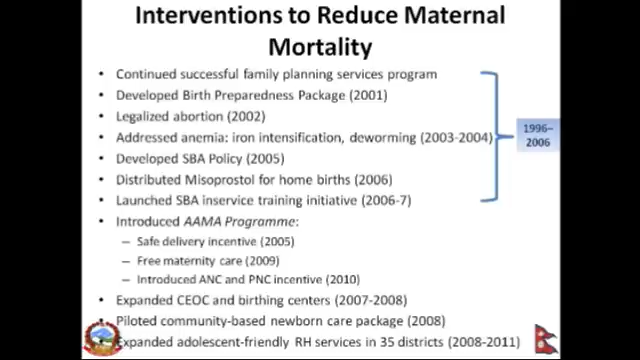 Interventions to Reduce Maternal
Mortality
• Continued successful family planning services program
• Developed Birth Preparedness Package (2001)
• Legalized abortion (2002)
• Addressed anemia: iron intensification, deworming (2003-2004)
• Developed SBA Policy (2005)
• Distributed Misoprostol for home births (2006)
• Launched SBA inservice training initiative (2006-7)
1996–
2006
• Introduced AAMA Programme:
– Safe delivery incentive (2005)
– Free maternity care (2009)
– Introduced ANC and PNC incentive (2010)
• Expanded CEOC and birthing centers (2007-2008)
• Piloted community-based newborn care package (2008)
Expanded adolescent-friendly RH services in 35 districts (2008-2011)